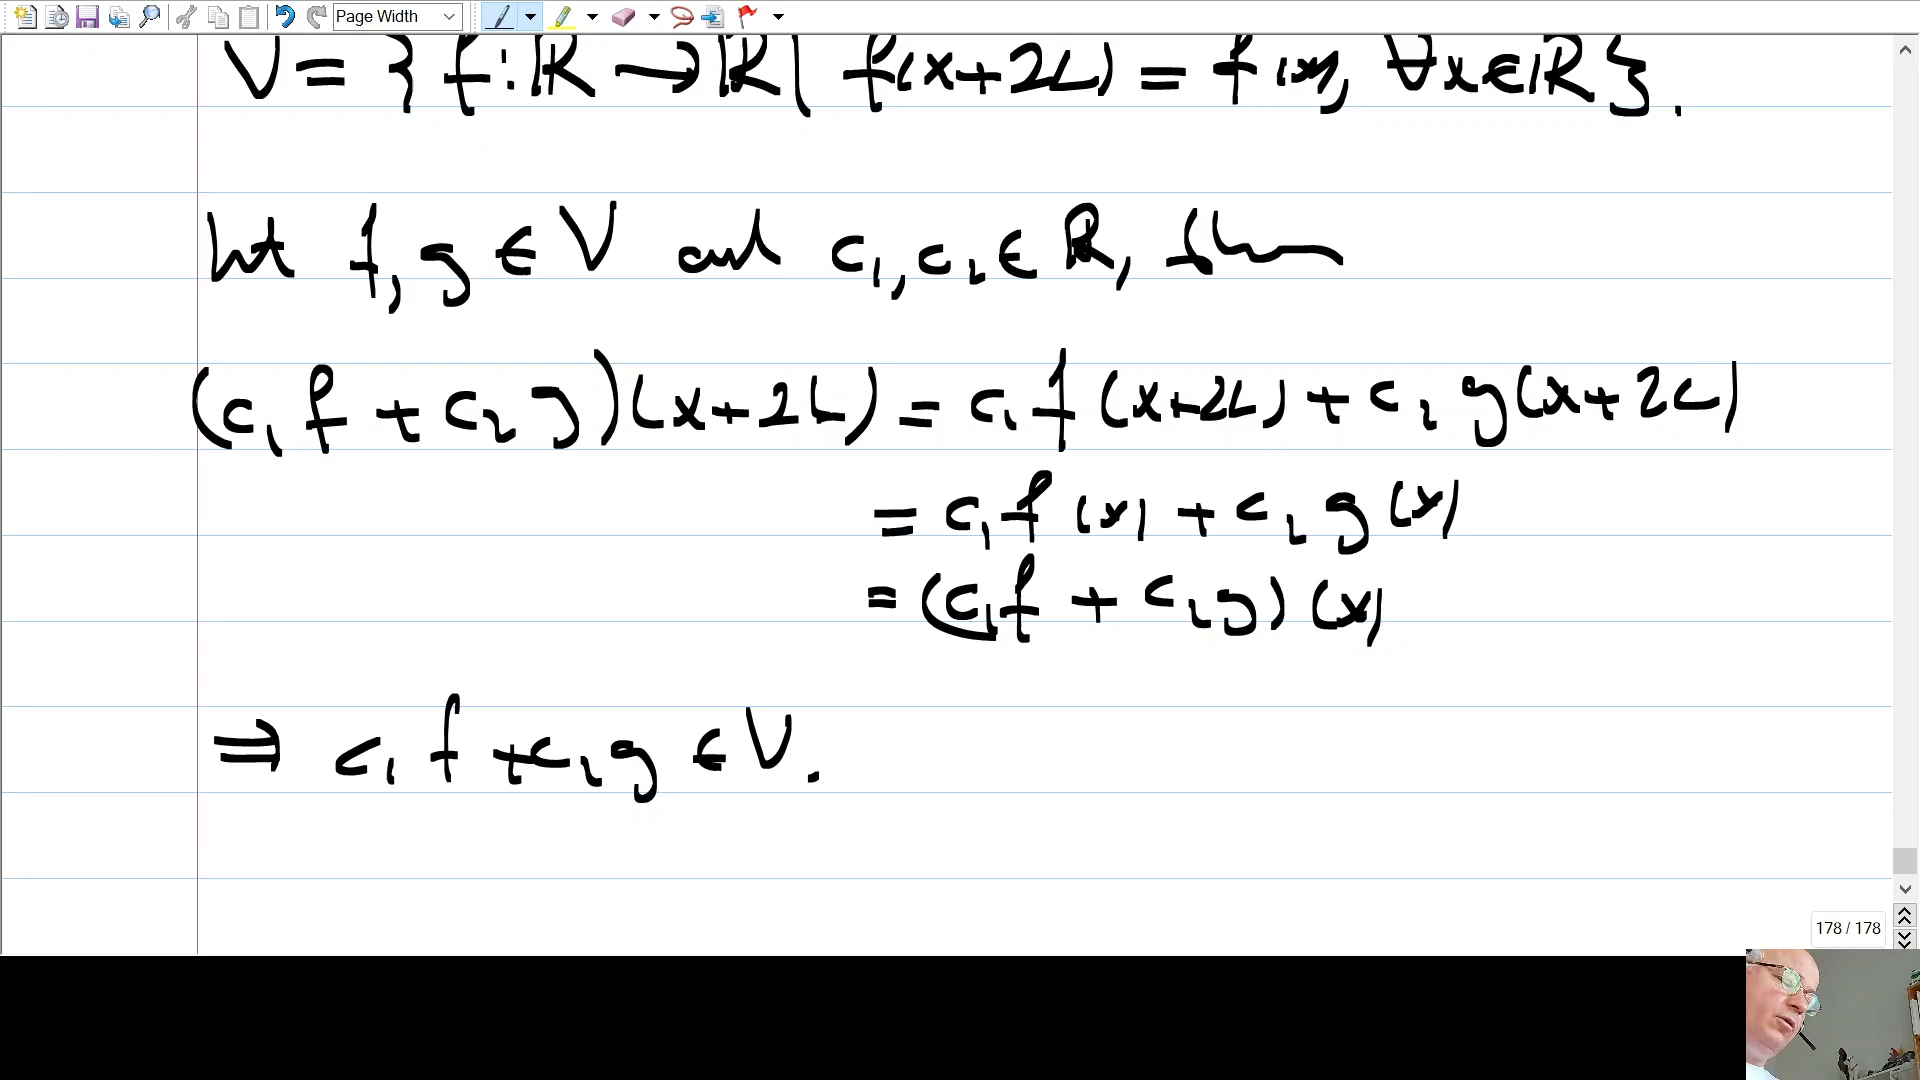 Page Width
V = { f : ℝ → ℝ | f(x+2L) = f(x), ∀x∈ℝ }.
let f, g ∈ V and c₁, c₂ ∈ ℝ, then
(c₁f + c₂g)(x+2L) = c₁f(x+2L) + c₂g(x+2L)
= c₁f(x) + c₂g(x)
= (c₁f + c₂g)(x)
⇒ c₁f + c₂g ∈ V.
178 / 178